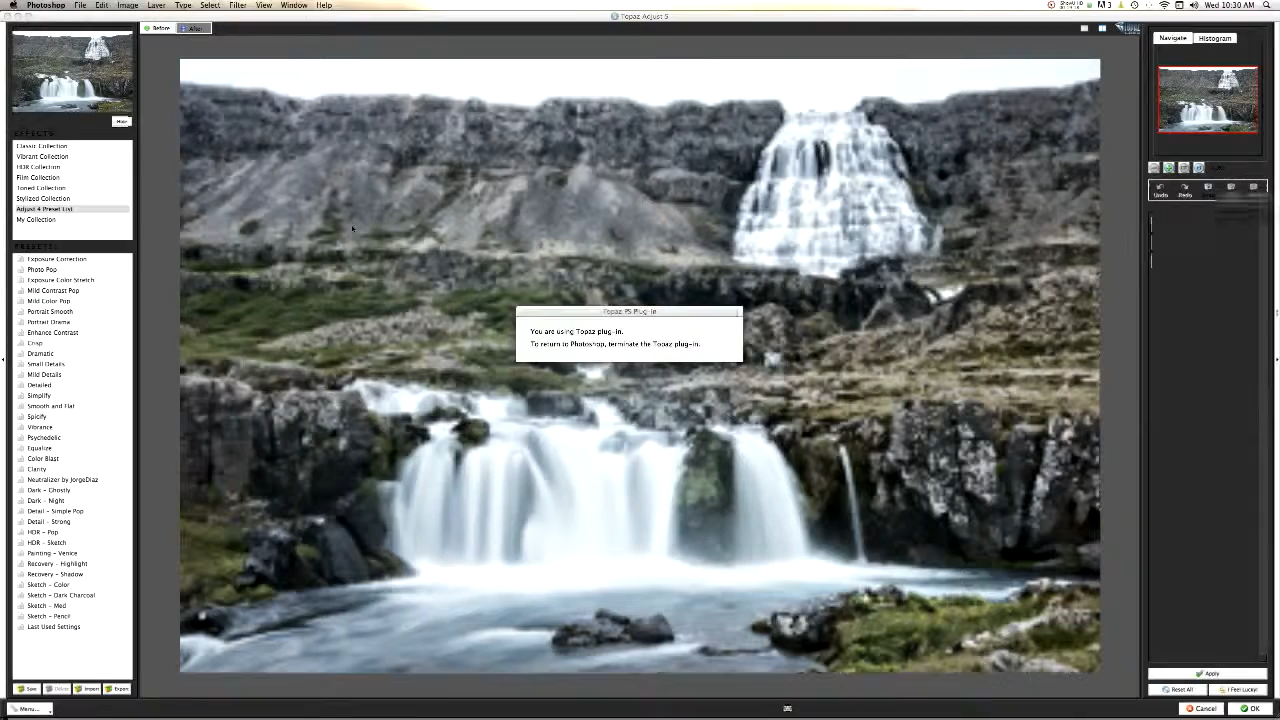 Photoshop File Edit Image Layer Type Select Filter View Window Help
Wed 10:30 AM
Topaz Adjust 5
Before After
Navigate Histogram
Hide
EFFECTS
Classic Collection
Vibrant Collection
HDR Collection
Film Collection
Toned Collection
Stylized Collection
Adjust 4 Preset List
My Collection
Undo Redo
PRESETS
Exposure Correction
Photo Pop
Exposure Color Stretch
Mild Contrast Pop
Mild Color Pop
Portrait Smooth
Portrait Drama
Enhance Contrast
Crisp
Dramatic
Small Details
Mild Details
Detailed
Simplify
Smooth and Flat
Spicify
Vibrance
Psychedelic
Equalize
Color Blast
Clarity
Neutralizer by JorgeDiaz
Dark - Ghostly
Dark - Night
Detail - Simple Pop
Detail - Strong
HDR - Pop
HDR - Sketch
Painting - Venice
Recovery - Highlight
Recovery - Shadow
Sketch - Color
Sketch - Dark Charcoal
Sketch - Med
Sketch - Pencil
Last Used Settings
Topaz PS Plug-in
You are using Topaz plug-in.
To return to Photoshop, terminate the Topaz plug-in.
Apply
Save Delete Import Export
Reset All I Feel Lucky!
Menu...
Cancel OK